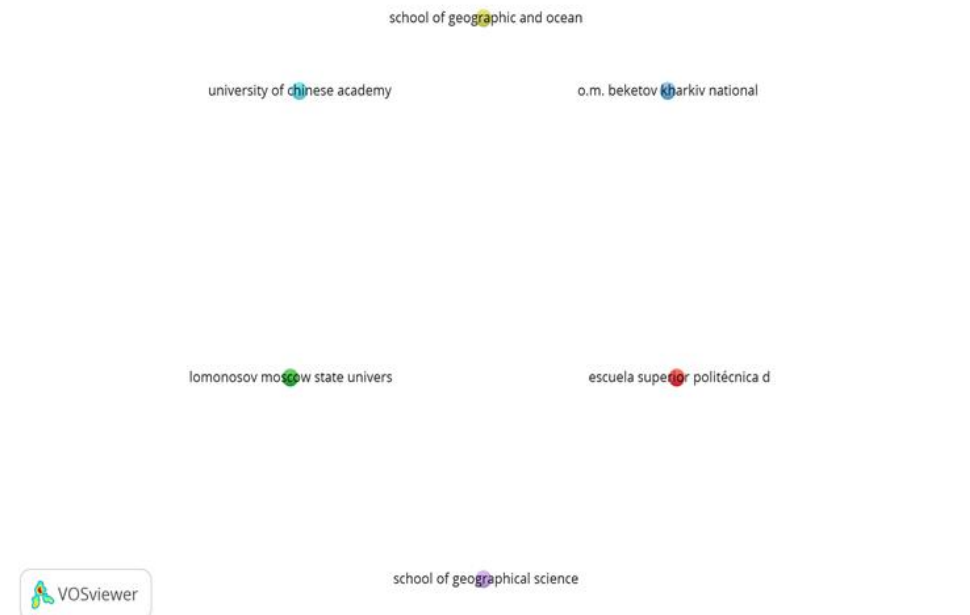 school of geographic and ocean
university of chinese academy
o.m. beketov kharkiv national
lomonosov moscow state univers
escuela superior politécnica d
school of geographical science
VOSviewer